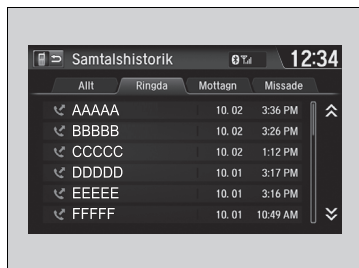 Samtalshistorik 12:34
Allt Ringda Mottagn Missade
AAAAA 10. 02 3:36 PM
BBBBB 10. 02 3:26 PM
CCCCC 10. 02 1:12 PM
DDDDD 10. 01 3:17 PM
EEEEE 10. 01 3:16 PM
FFFFF 10. 01 10:49 AM